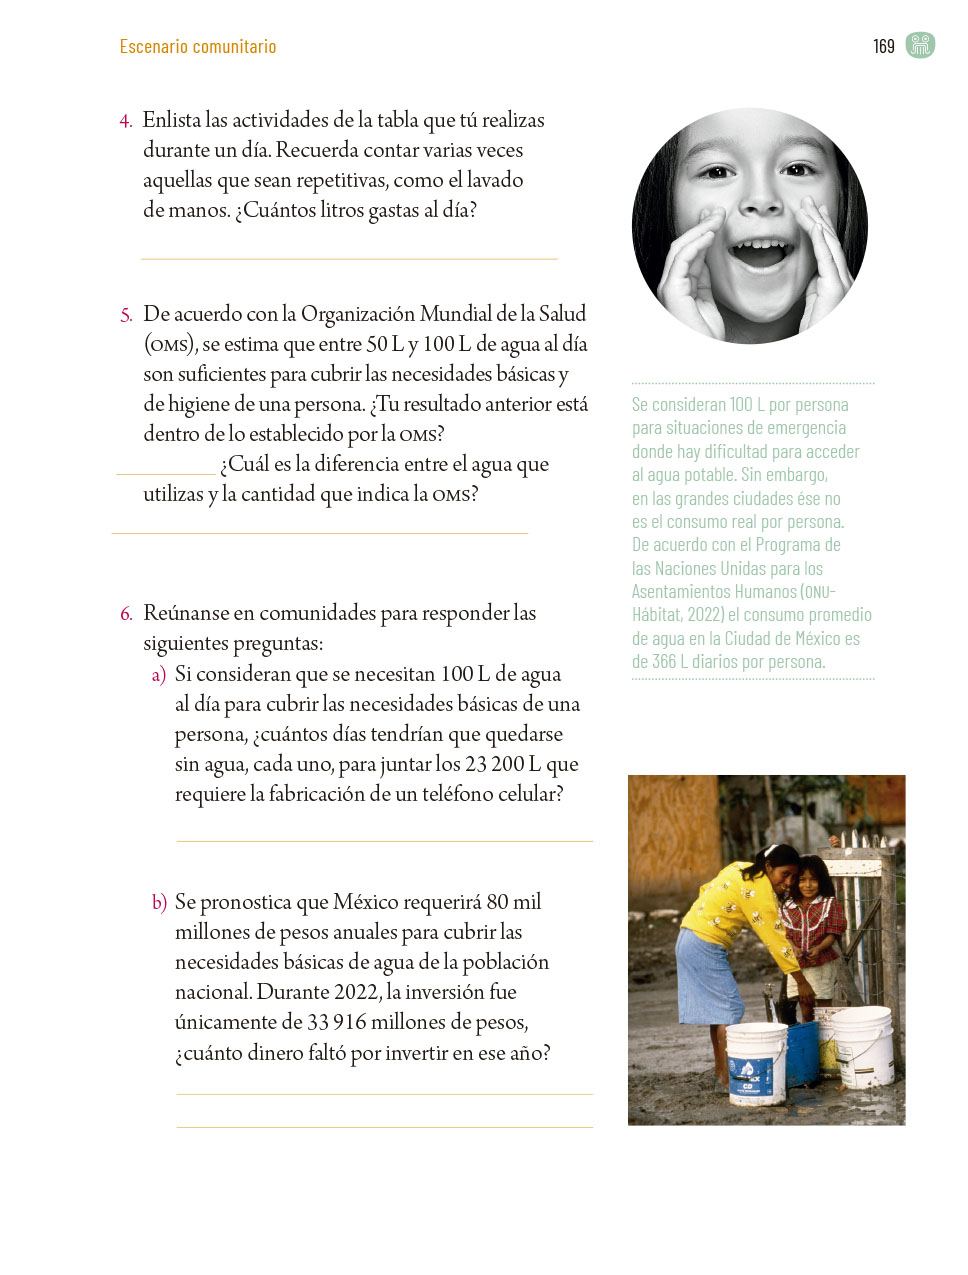 Escenario comunitario
169
4. Enlista las actividades de la tabla que tú realizas
durante un día. Recuerda contar varias veces
aquellas que sean repetitivas, como el lavado
de manos. ¿Cuántos litros gastas al día?
5. De acuerdo con la Organización Mundial de la Salud
(OMS), se estima que entre 50 L y 100 L de agua al día
son suficientes para cubrir las necesidades básicas y
de higiene de una persona. ¿Tu resultado anterior está
dentro de lo establecido por la OMS?
¿Cuál es la diferencia entre el agua que
utilizas y la cantidad que indica la OMS?
6. Reúnanse en comunidades para responder las
siguientes preguntas:
a) Si consideran que se necesitan 100 L de agua
al día para cubrir las necesidades básicas de una
persona, ¿cuántos días tendrían que quedarse
sin agua, cada uno, para juntar los 23 200 L que
requiere la fabricación de un teléfono celular?
b) Se pronostica que México requerirá 80 mil
millones de pesos anuales para cubrir las
necesidades básicas de agua de la población
nacional. Durante 2022, la inversión fue
únicamente de 33 916 millones de pesos,
¿cuánto dinero faltó por invertir en ese año?
Se consideran 100 L por persona
para situaciones de emergencia
donde hay dificultad para acceder
al agua potable. Sin embargo,
en las grandes ciudades ése no
es el consumo real por persona.
De acuerdo con el Programa de
las Naciones Unidas para los
Asentamientos Humanos (ONU-
Hábitat, 2022) el consumo promedio
de agua en la Ciudad de México es
de 366 L diarios por persona.